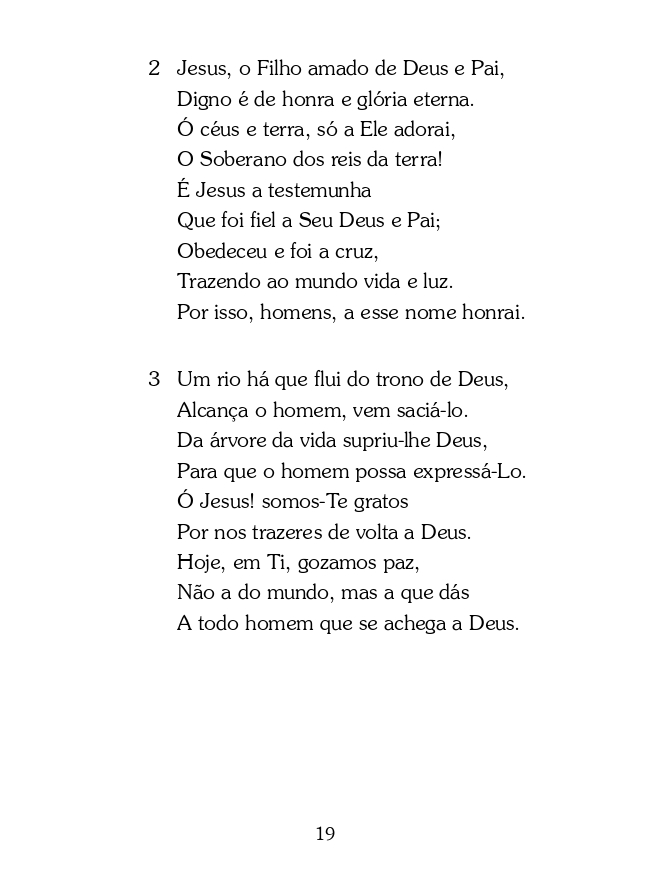 2 Jesus, o Filho amado de Deus e Pai,
Digno é de honra e glória eterna.
Ó céus e terra, só a Ele adorai,
O Soberano dos reis da terra!
É Jesus a testemunha
Que foi fiel a Seu Deus e Pai;
Obedeceu e foi a cruz,
Trazendo ao mundo vida e luz.
Por isso, homens, a esse nome honrai.
3 Um rio há que flui do trono de Deus,
Alcança o homem, vem saciá-lo.
Da árvore da vida supriu-lhe Deus,
Para que o homem possa expressá-Lo.
Ó Jesus! somos-Te gratos
Por nos trazeres de volta a Deus.
Hoje, em Ti, gozamos paz,
Não a do mundo, mas a que dás
A todo homem que se achega a Deus.
19